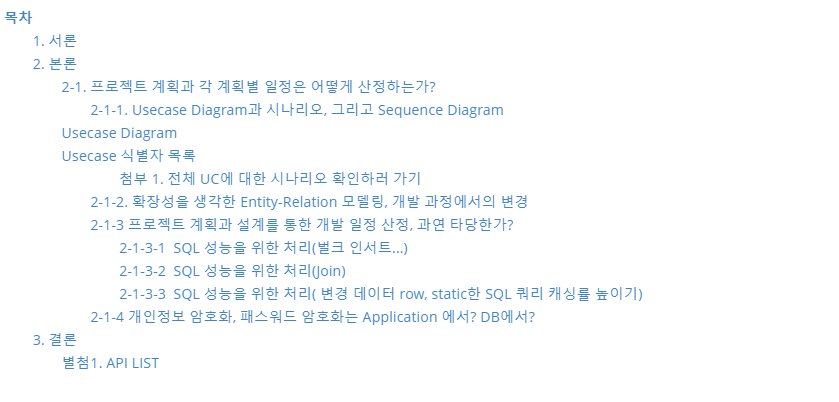 목차
1. 서론
2. 본론
2-1. 프로젝트 계획과 각 계획별 일정은 어떻게 산정하는가?
2-1-1. Usecase Diagram과 시나리오, 그리고 Sequence Diagram
Usecase Diagram
Usecase 식별자 목록
첨부 1. 전체 UC에 대한 시나리오 확인하러 가기
2-1-2. 확장성을 생각한 Entity-Relation 모델링, 개발 과정에서의 변경
2-1-3 프로젝트 계획과 설계를 통한 개발 일정 산정, 과연 타당한가?
2-1-3-1  SQL 성능을 위한 처리(벌크 인서트...)
2-1-3-2  SQL 성능을 위한 처리(Join)
2-1-3-3  SQL 성능을 위한 처리( 변경 데이터 row, static한 SQL 쿼리 캐싱률 높이기)
2-1-4 개인정보 암호화, 패스워드 암호화는 Application 에서? DB에서?
3. 결론
별첨1. API LIST